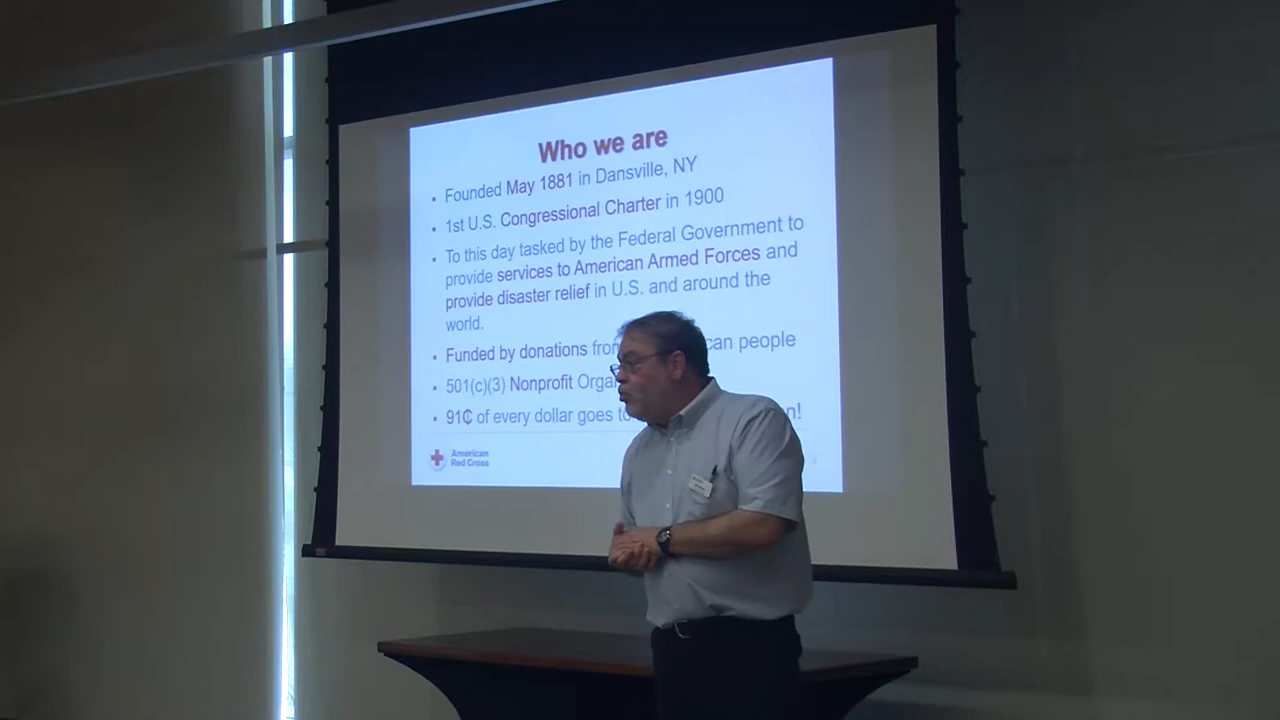 Who we are
Founded May 1881 in Dansville, NY
1st U.S. Congressional Charter in 1900
To this day tasked by the Federal Government to
provide services to American Armed Forces and
provide disaster relief in U.S. and around the
world.
Funded by donations from can people
501(c)(3) Nonprofit Orga
91₵ of every dollar goes to n!
American
Red Cross